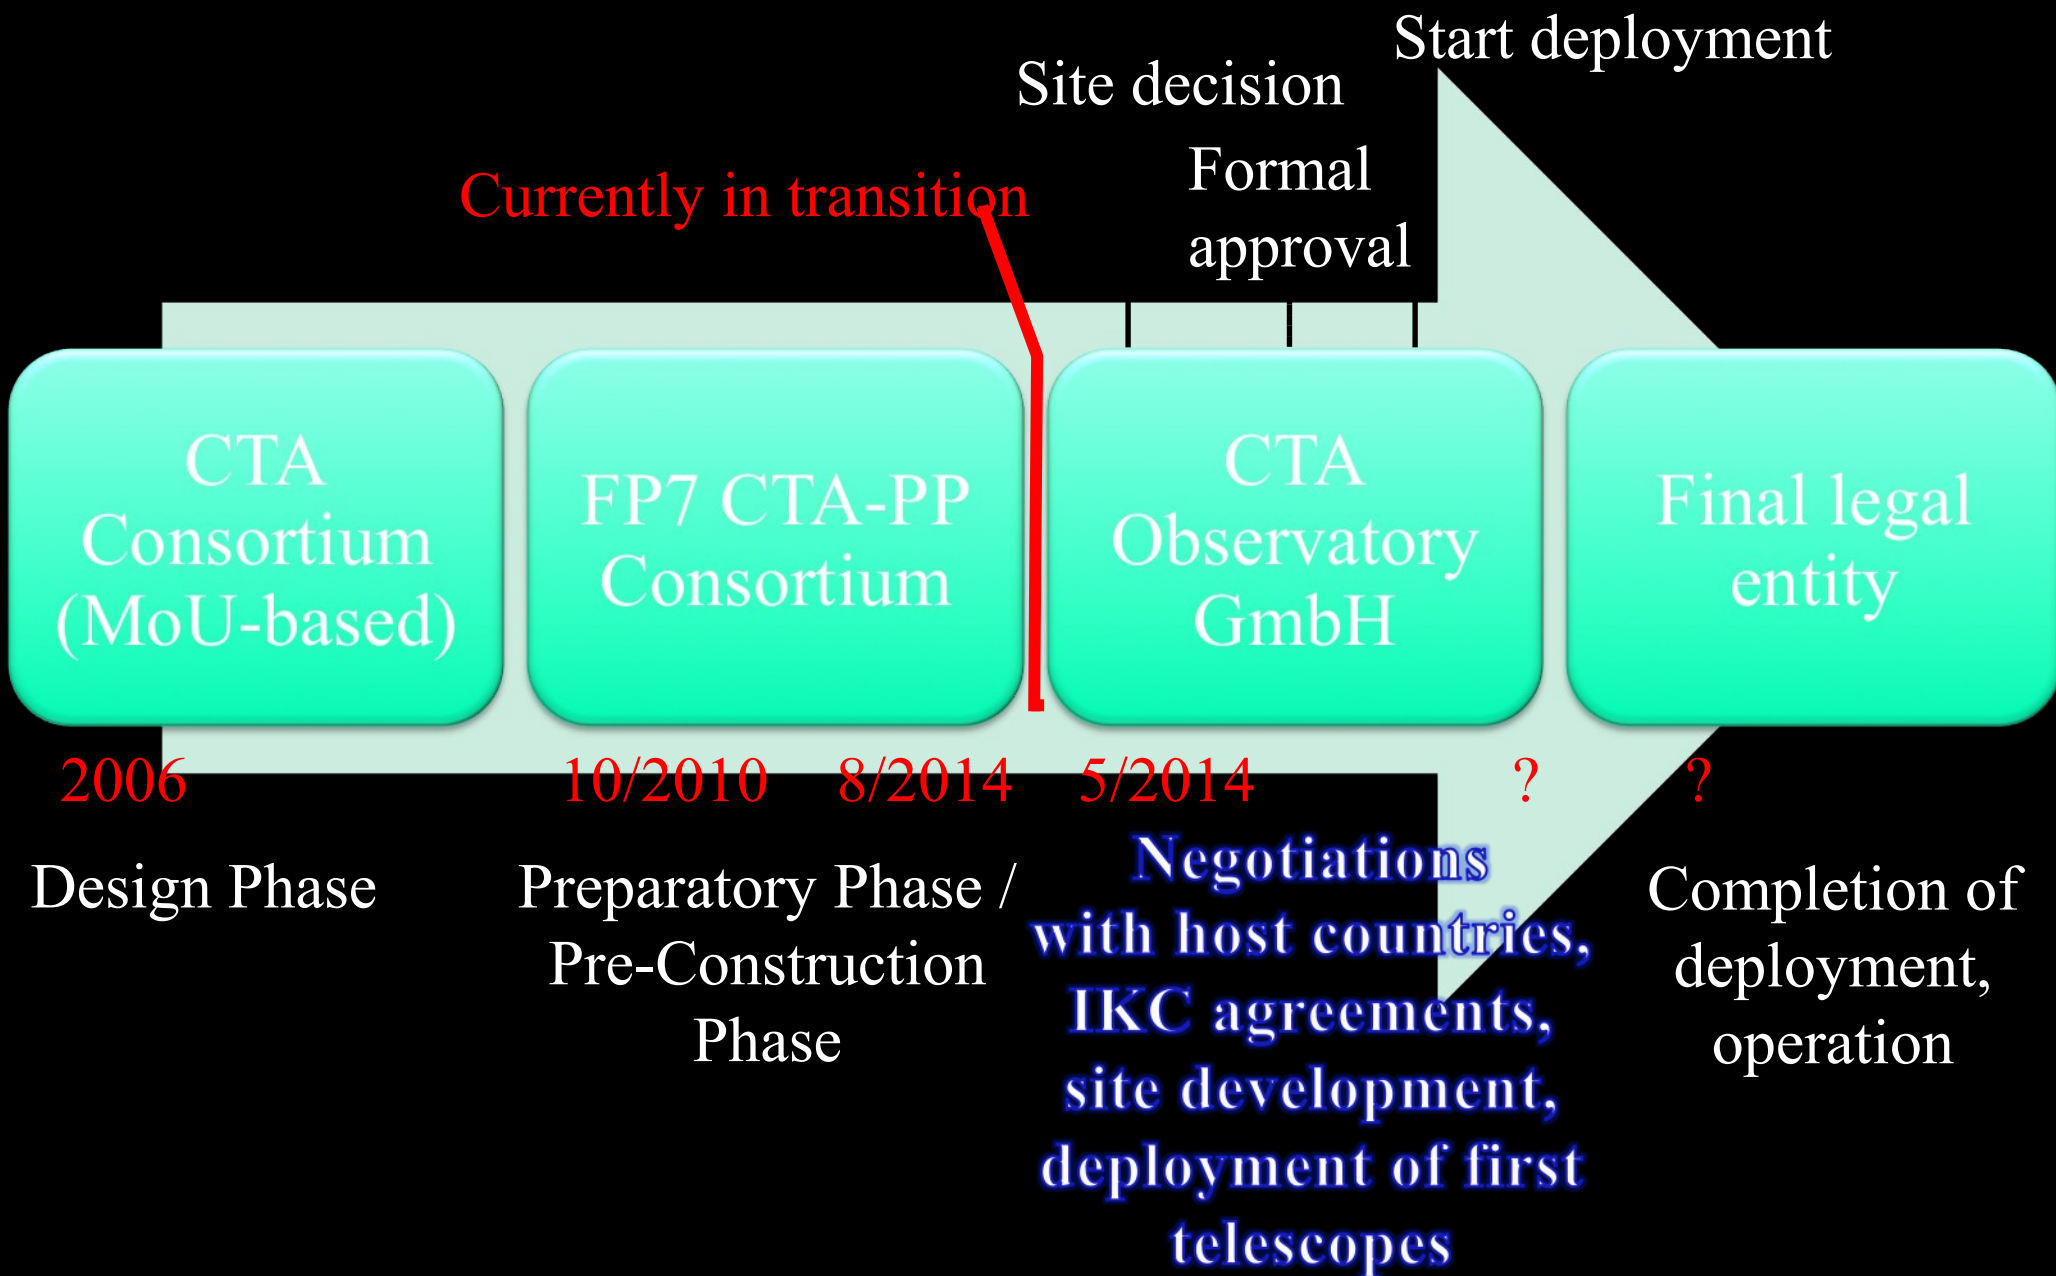 Start deployment
Site decision
Formal
approval
Currently in transition
CTA
Consortium
(MoU-based)
FP7 CTA-PP
Consortium
CTA
Observatory
GmbH
Final legal
entity
2006
10/2010
8/2014
5/2014
?
?
Design Phase
Preparatory Phase /
Pre-Construction
Phase
Negotiations
with host countries,
IKC agreements,
site development,
deployment of first
telescopes
Completion of
deployment,
operation